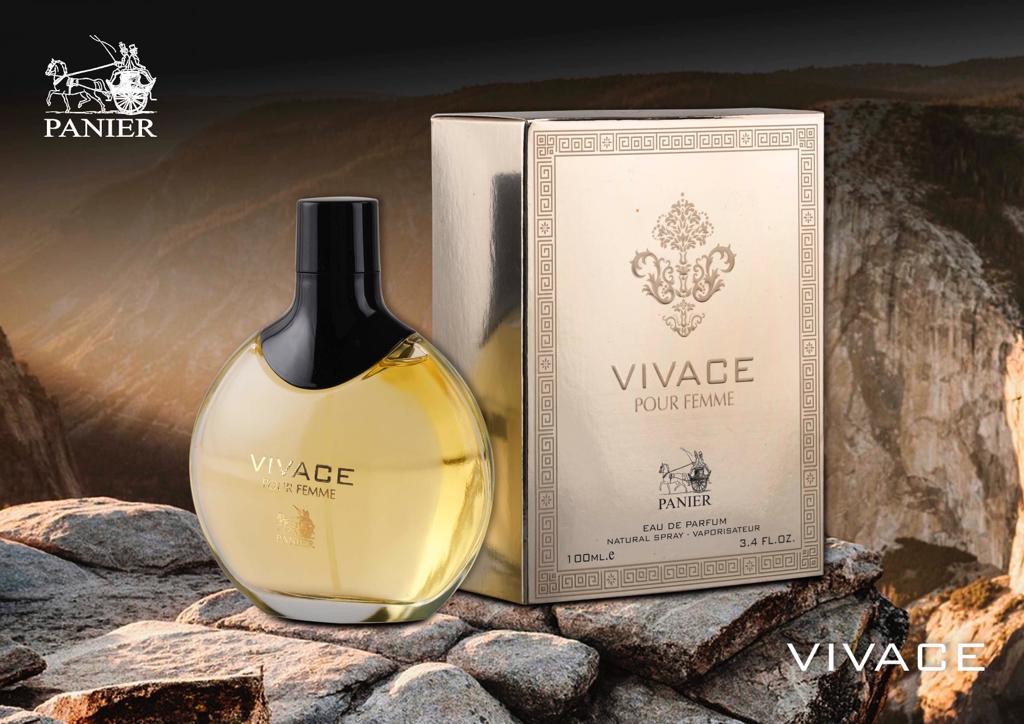 PANIER
VIVACE
POUR FEMME
PANIER
VIVACE
POUR FEMME
PANIER
EAU DE PARFUM
NATURAL SPRAY - VAPORISATEUR
100ML.e 3.4 FL.OZ.
VIVACE